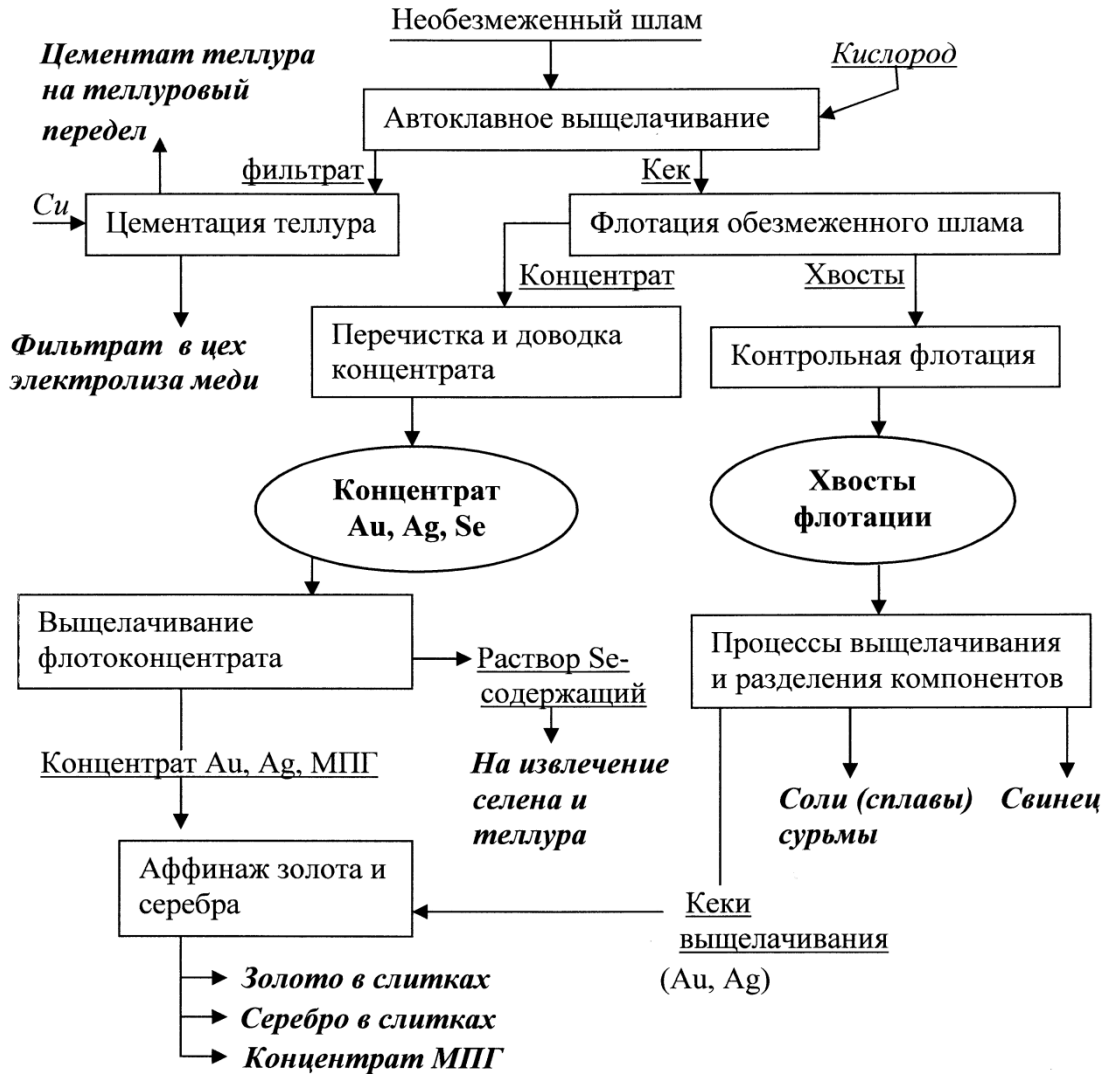 Необезмеженный шлам
Цементат теллура
на теллуровый
передел
Кислород
Автоклавное выщелачивание
фильтрат
Кек
Си
Цементация теллура
Флотация обезмеженного шлама
Концентрат
Хвосты
Фильтрат в цех
электролиза меди
Перечистка и доводка
концентрата
Контрольная флотация
Концентрат
Au, Ag, Se
Хвосты
флотации
Выщелачивание
флотоконцентрата
Раствор Se-
содержащий
Процессы выщелачивания
и разделения компонентов
Концентрат Au, Ag, МПГ
На извлечение
селена и
теллура
Соли (сплавы)
сурьмы
Свинец
Аффинаж золота и
серебра
Кеки
выщелачивания
(Au, Ag)
Золото в слитках
Серебро в слитках
Концентрат МПГ